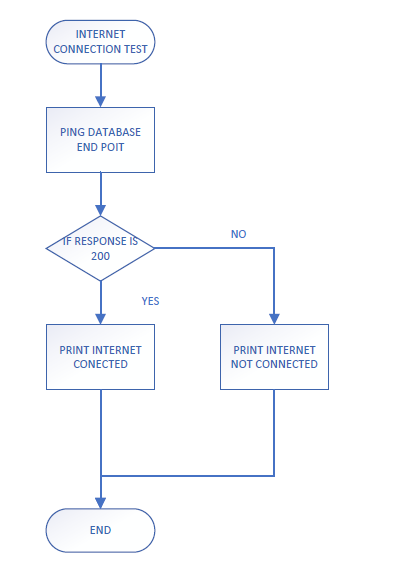 INTERNET
CONNECTION TEST
PING DATABASE
END POIT
IF RESPONSE IS
200
NO
YES
PRINT INTERNET
CONECTED
PRINT INTERNET
NOT CONNECTED
END